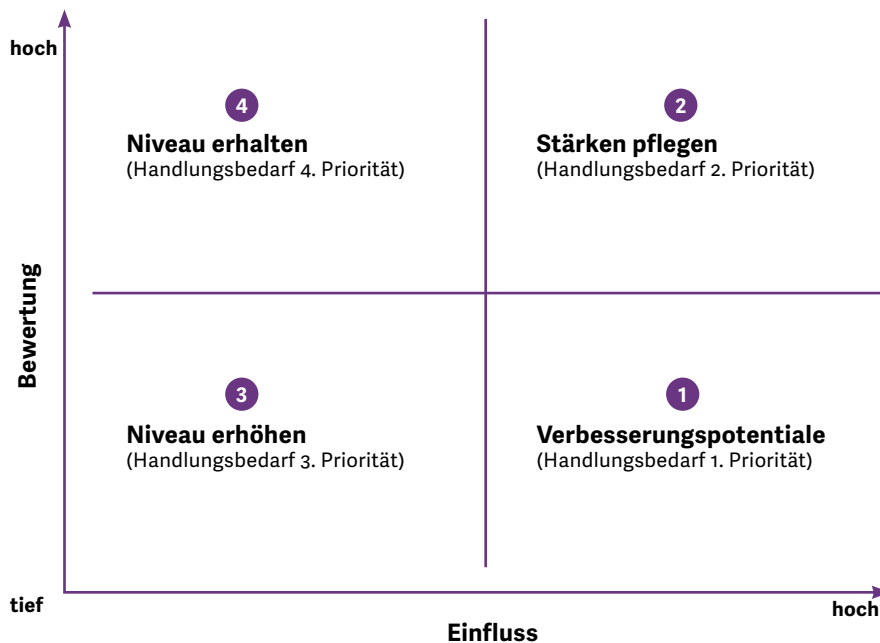 hoch
4
Niveau erhalten
(Handlungsbedarf 4. Priorität)
2
Stärken pflegen
(Handlungsbedarf 2. Priorität)
Bewertung
3
Niveau erhöhen
(Handlungsbedarf 3. Priorität)
1
Verbesserungspotentiale
(Handlungsbedarf 1. Priorität)
tief
hoch
Einfluss